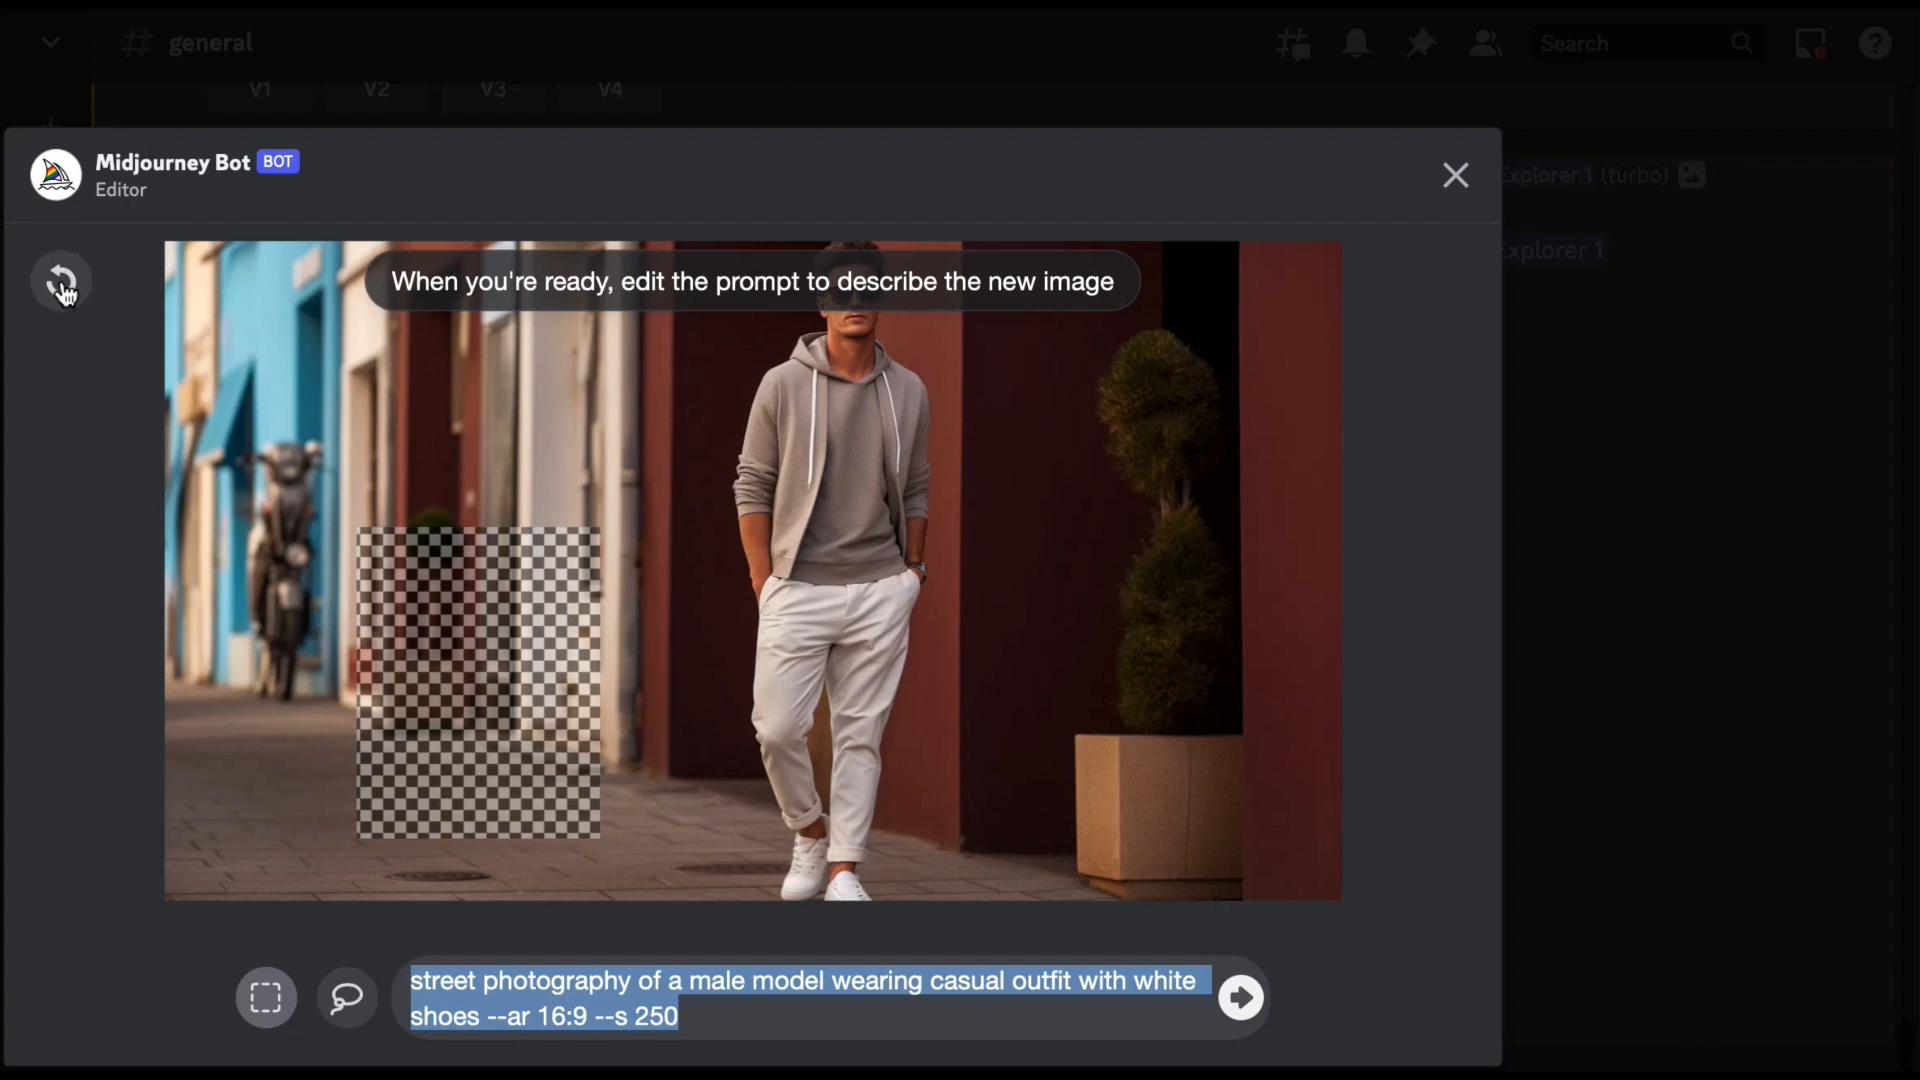 general
Search
V1 V2 V3 V4
Midjourney Bot BOT
Editor
Explorer 1 (turbo)
Explorer 1
When you're ready, edit the prompt to describe the new image
street photography of a male model wearing casual outfit with white
shoes --ar 16:9 --s 250